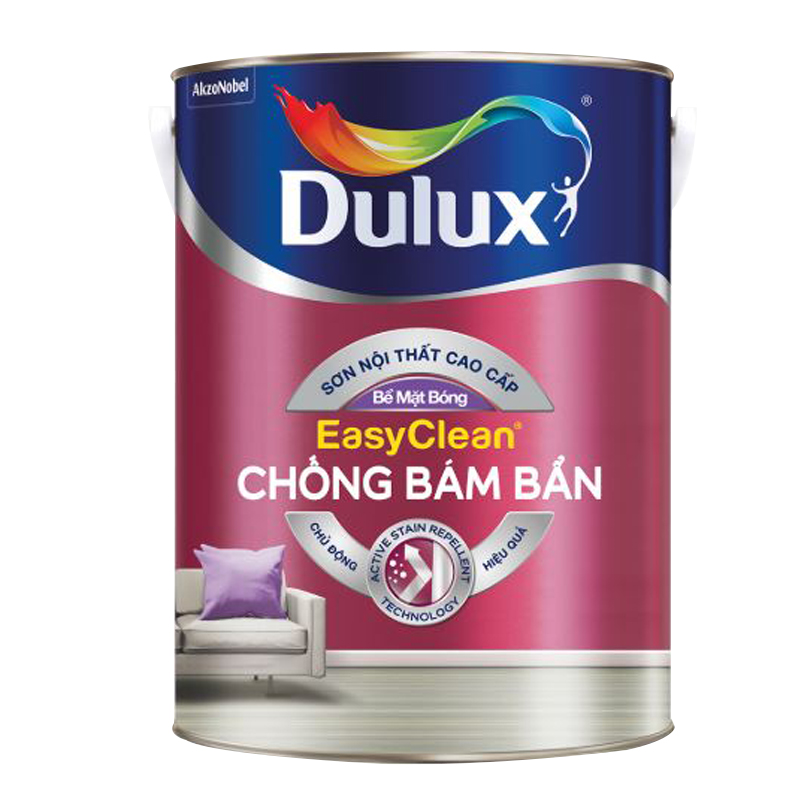 AkzoNobel
®
Dulux
SƠN NỘI THẤT CAO CẤP
Bề Mặt Bóng
EasyClean®
CHỐNG BÁM BẨN
CHỦ ĐỘNG
HIỆU QUẢ
ACTIVE STAIN REPELLENT
TECHNOLOGY